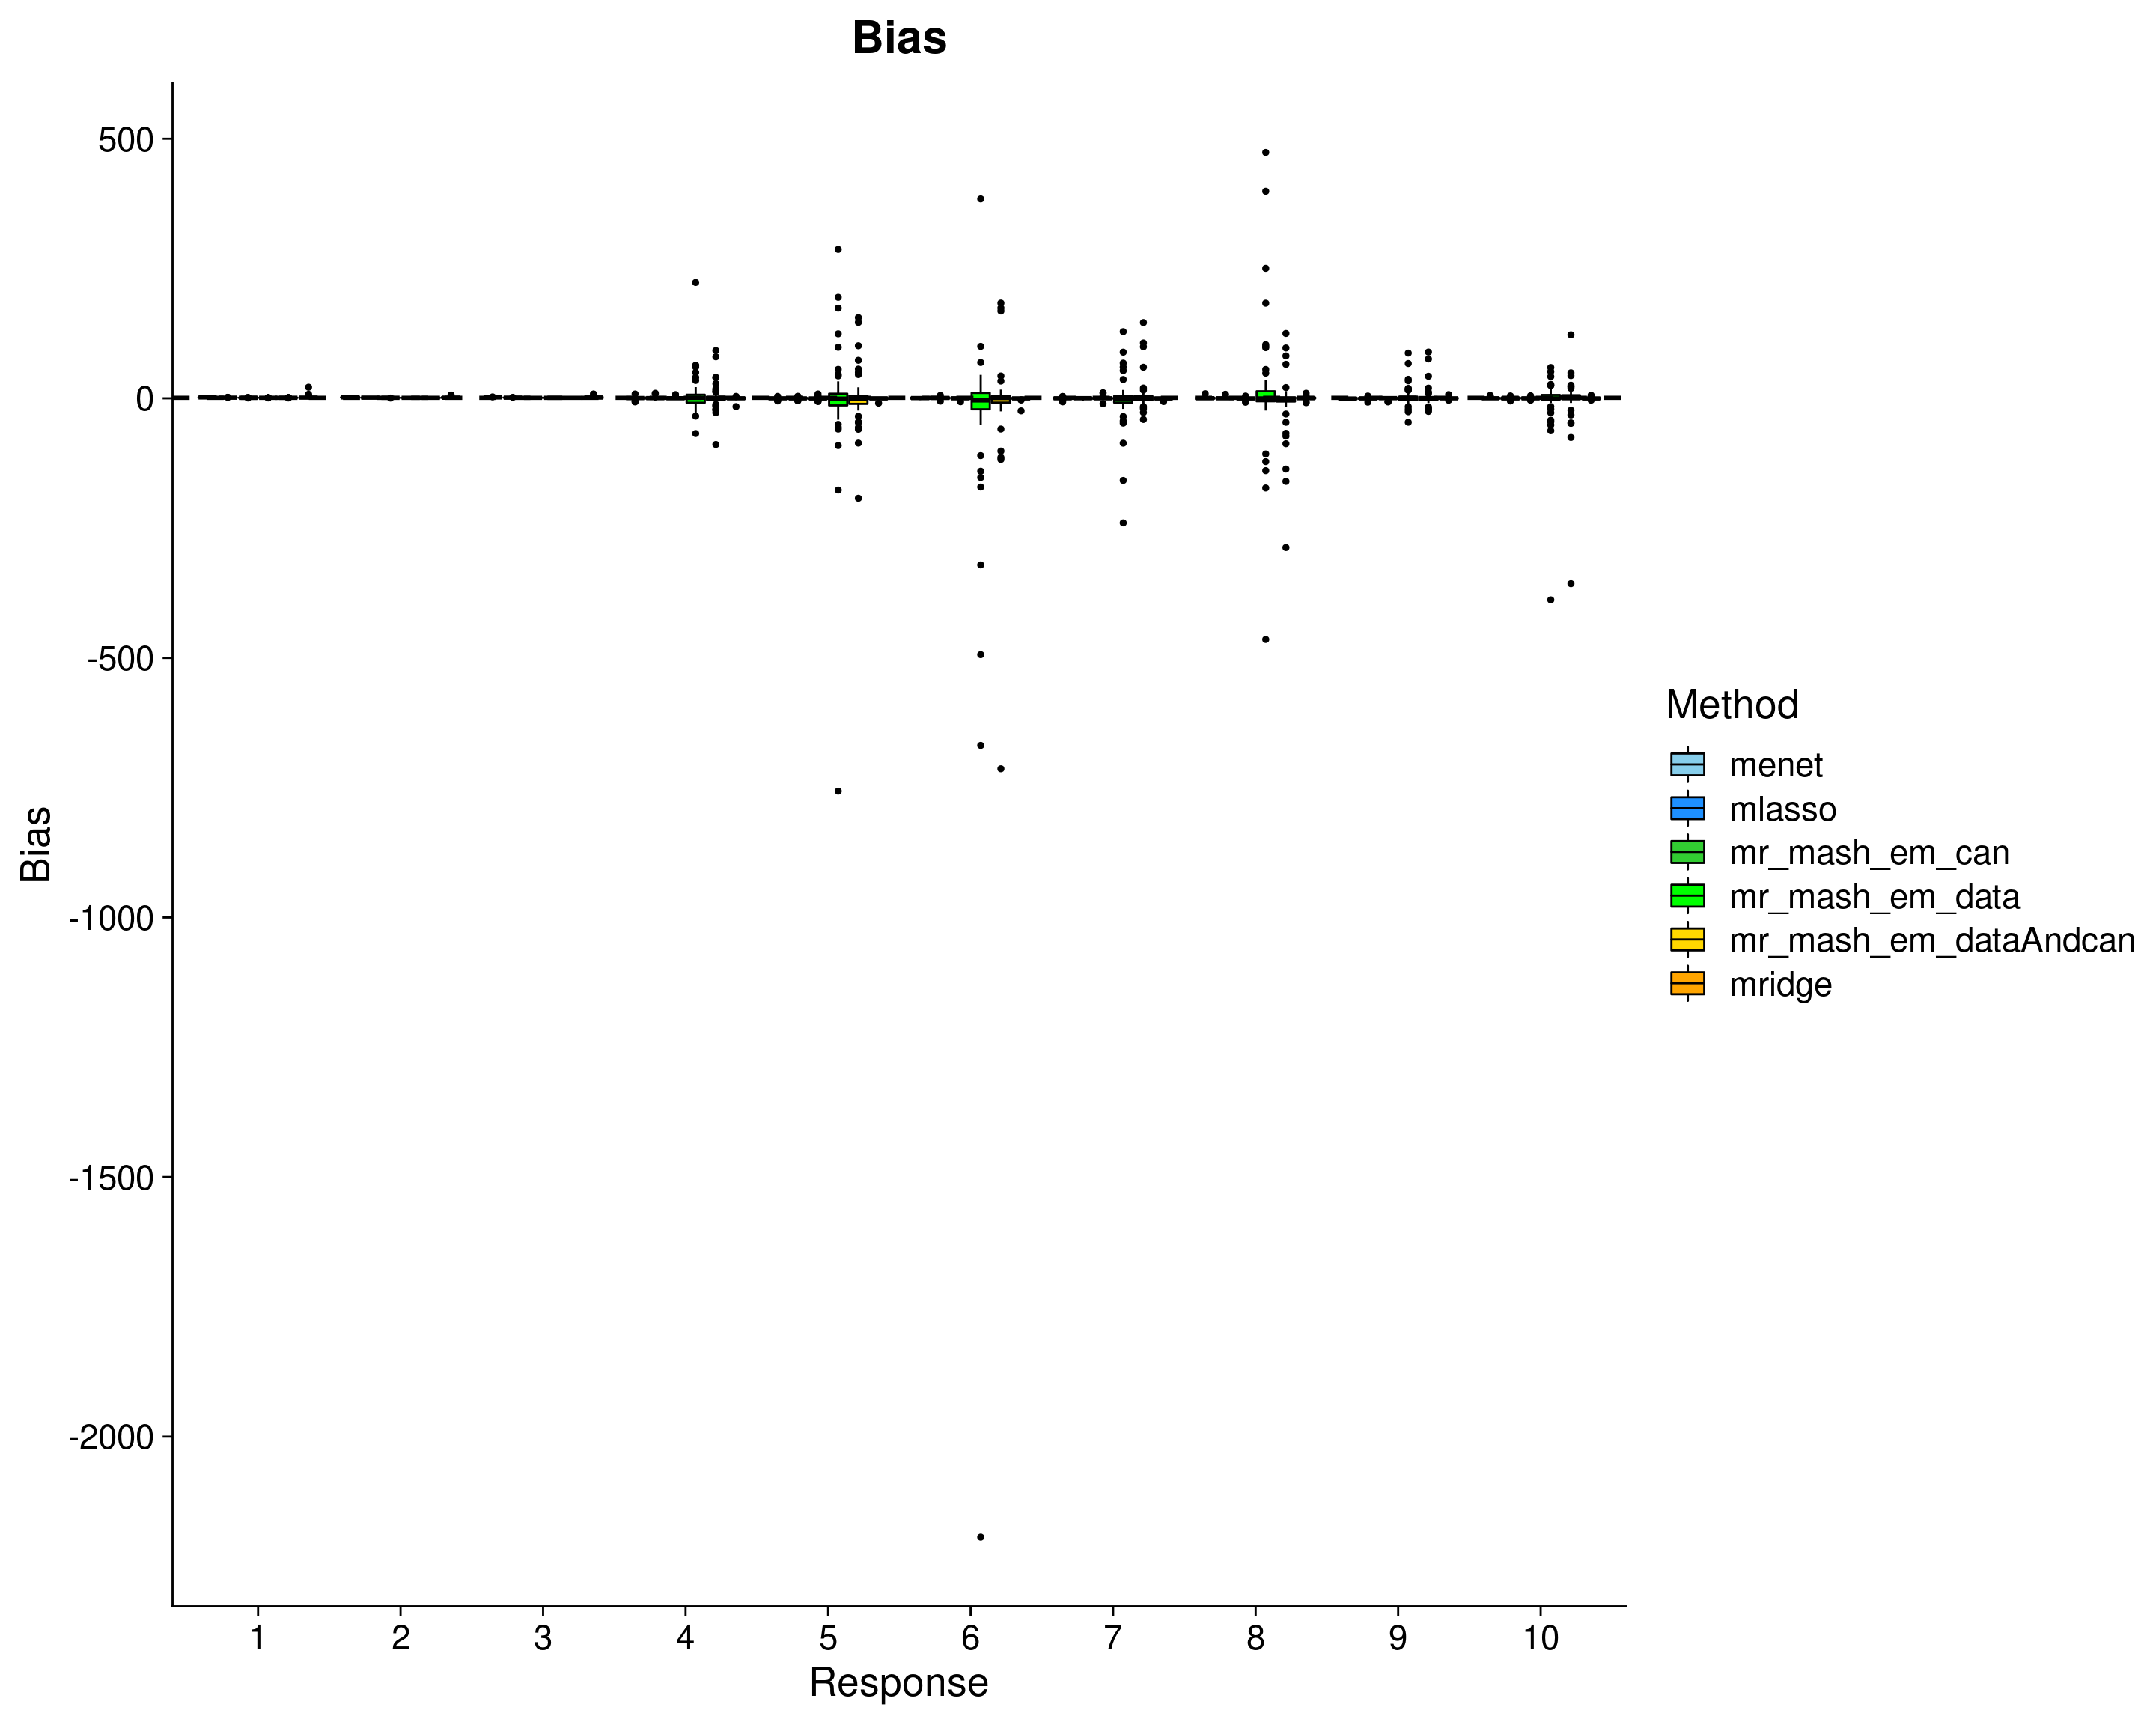 Bias
500
0
-500
-1000
-1500
-2000
Bias
1 2 3 4 5 6 7 8 9 10
Response
Method
menet
mlasso
mr_mash_em_can
mr_mash_em_data
mr_mash_em_dataAndcan
mridge